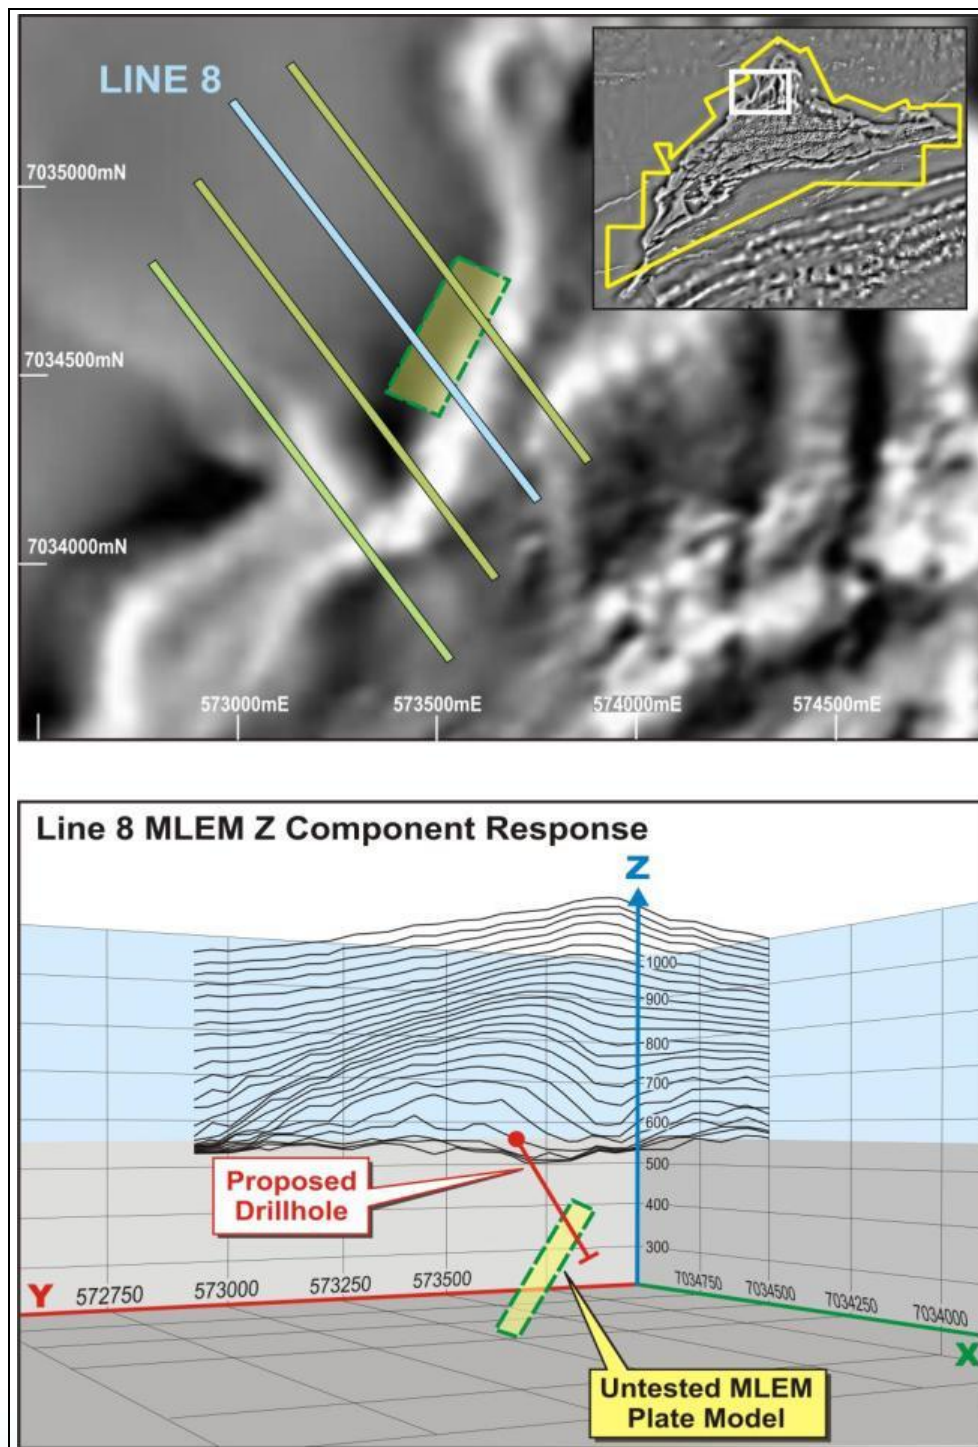 LINE 8
7035000mN
7034500mN
7034000mN
573000mE
573500mE
574000mE
574500mE
Line 8 MLEM Z Component Response
Z
1000
900
800
700
600
500
400
300
Proposed
Drillhole
Y
572750
573000
573250
573500
7034750
7034500
7034250
7034000
X
Untested MLEM
Plate Model